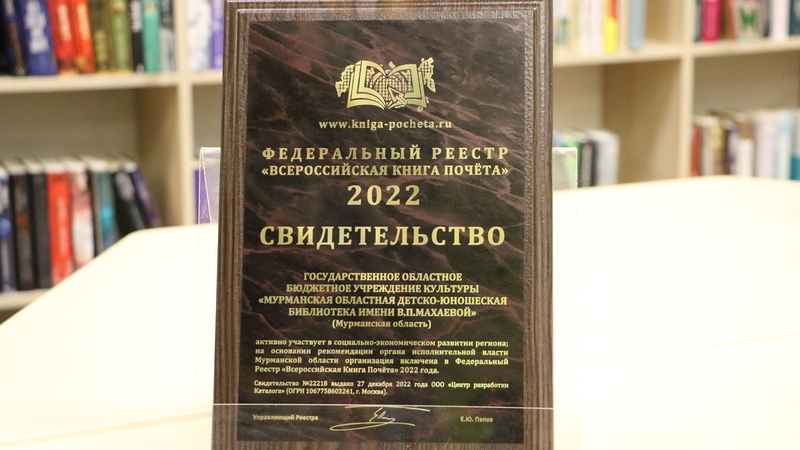 www.kniga-pocheta.ru
ФЕДЕРАЛЬНЫЙ РЕЕСТР
«ВСЕРОССИЙСКАЯ КНИГА ПОЧЁТА»
2022
СВИДЕТЕЛЬСТВО
ГОСУДАРСТВЕННОЕ ОБЛАСТНОЕ
БЮДЖЕТНОЕ УЧРЕЖДЕНИЕ КУЛЬТУРЫ
«МУРМАНСКАЯ ОБЛАСТНАЯ ДЕТСКО-ЮНОШЕСКАЯ
БИБЛИОТЕКА ИМЕНИ В.П.МАХАЕВОЙ»
(Мурманская область)
активно участвует в социально-экономическом развитии региона;
на основании рекомендации органа исполнительной власти
Мурманской области организация включена в Федеральный
Реестр «Всероссийская Книга Почёта» 2022 года.
Свидетельство №22218 выдано 27 декабря 2022 года ООО «Центр разработки
Каталога» (ОГРН 1067758603241, г. Москва).
Управляющий Реестра Е.Ю. Папов